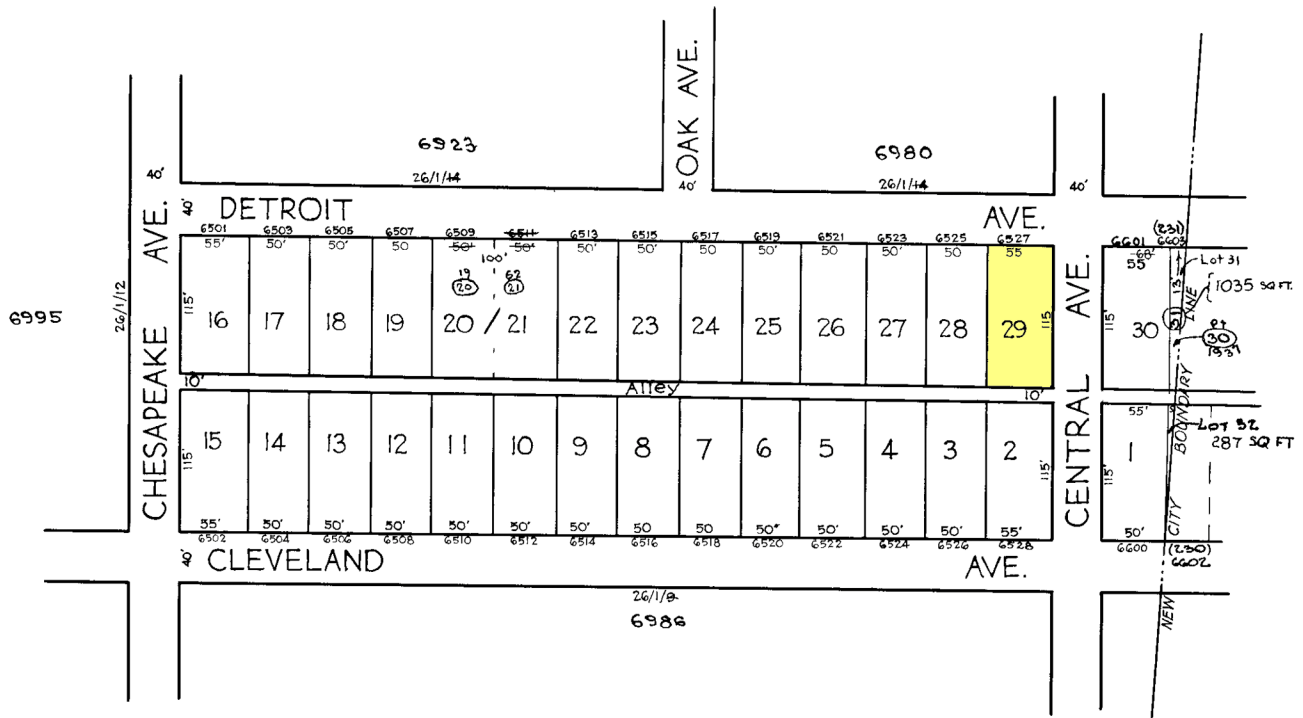 OAK AVE.
6923
6980
40'
26/1/14
40'
26/1/14
40'
40'
DETROIT
AVE.
6501 6503 6505 6507 6509 6511 6513 6515 6517 6519 6521 6523 6525 6527
55' 50' 50' 50 50' 50' 50' 50' 50' 50' 50' 50' 50 55
100'
19 62
20 21
115' 16 17 18 19 20 / 21 22 23 24 25 26 27 28 29 115'
6601 (231) 6603
68'
55'
Lot 31
13'
1035 SQ FT.
115' 30 31
PT
30
1937
6995
26/1/12
CHESAPEAKE AVE.
CENTRAL AVE.
NEW CITY BOUNDARY LINE
10'
Alley
10'
115' 15 14 13 12 11 10 9 8 7 6 5 4 3 2 115'
55'
5'
LOT 32
287 SQ FT
115' 1
55' 50' 50' 50' 50' 50' 50' 50 50 50' 50' 50' 50' 55'
50'
6502 6504 6506 6508 6510 6512 6514 6516 6518 6520 6522 6524 6526 6528
6600 (230)
6602
40'
CLEVELAND
AVE.
26/1/2
6986